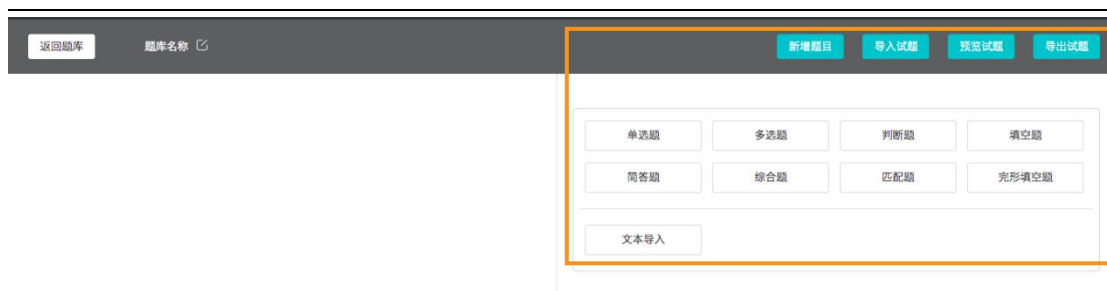 返回题库 题库名称 新增题目 导入试题 预览试题 导出试题
单选题 多选题 判断题 填空题
简答题 综合题 匹配题 完形填空题
文本导入